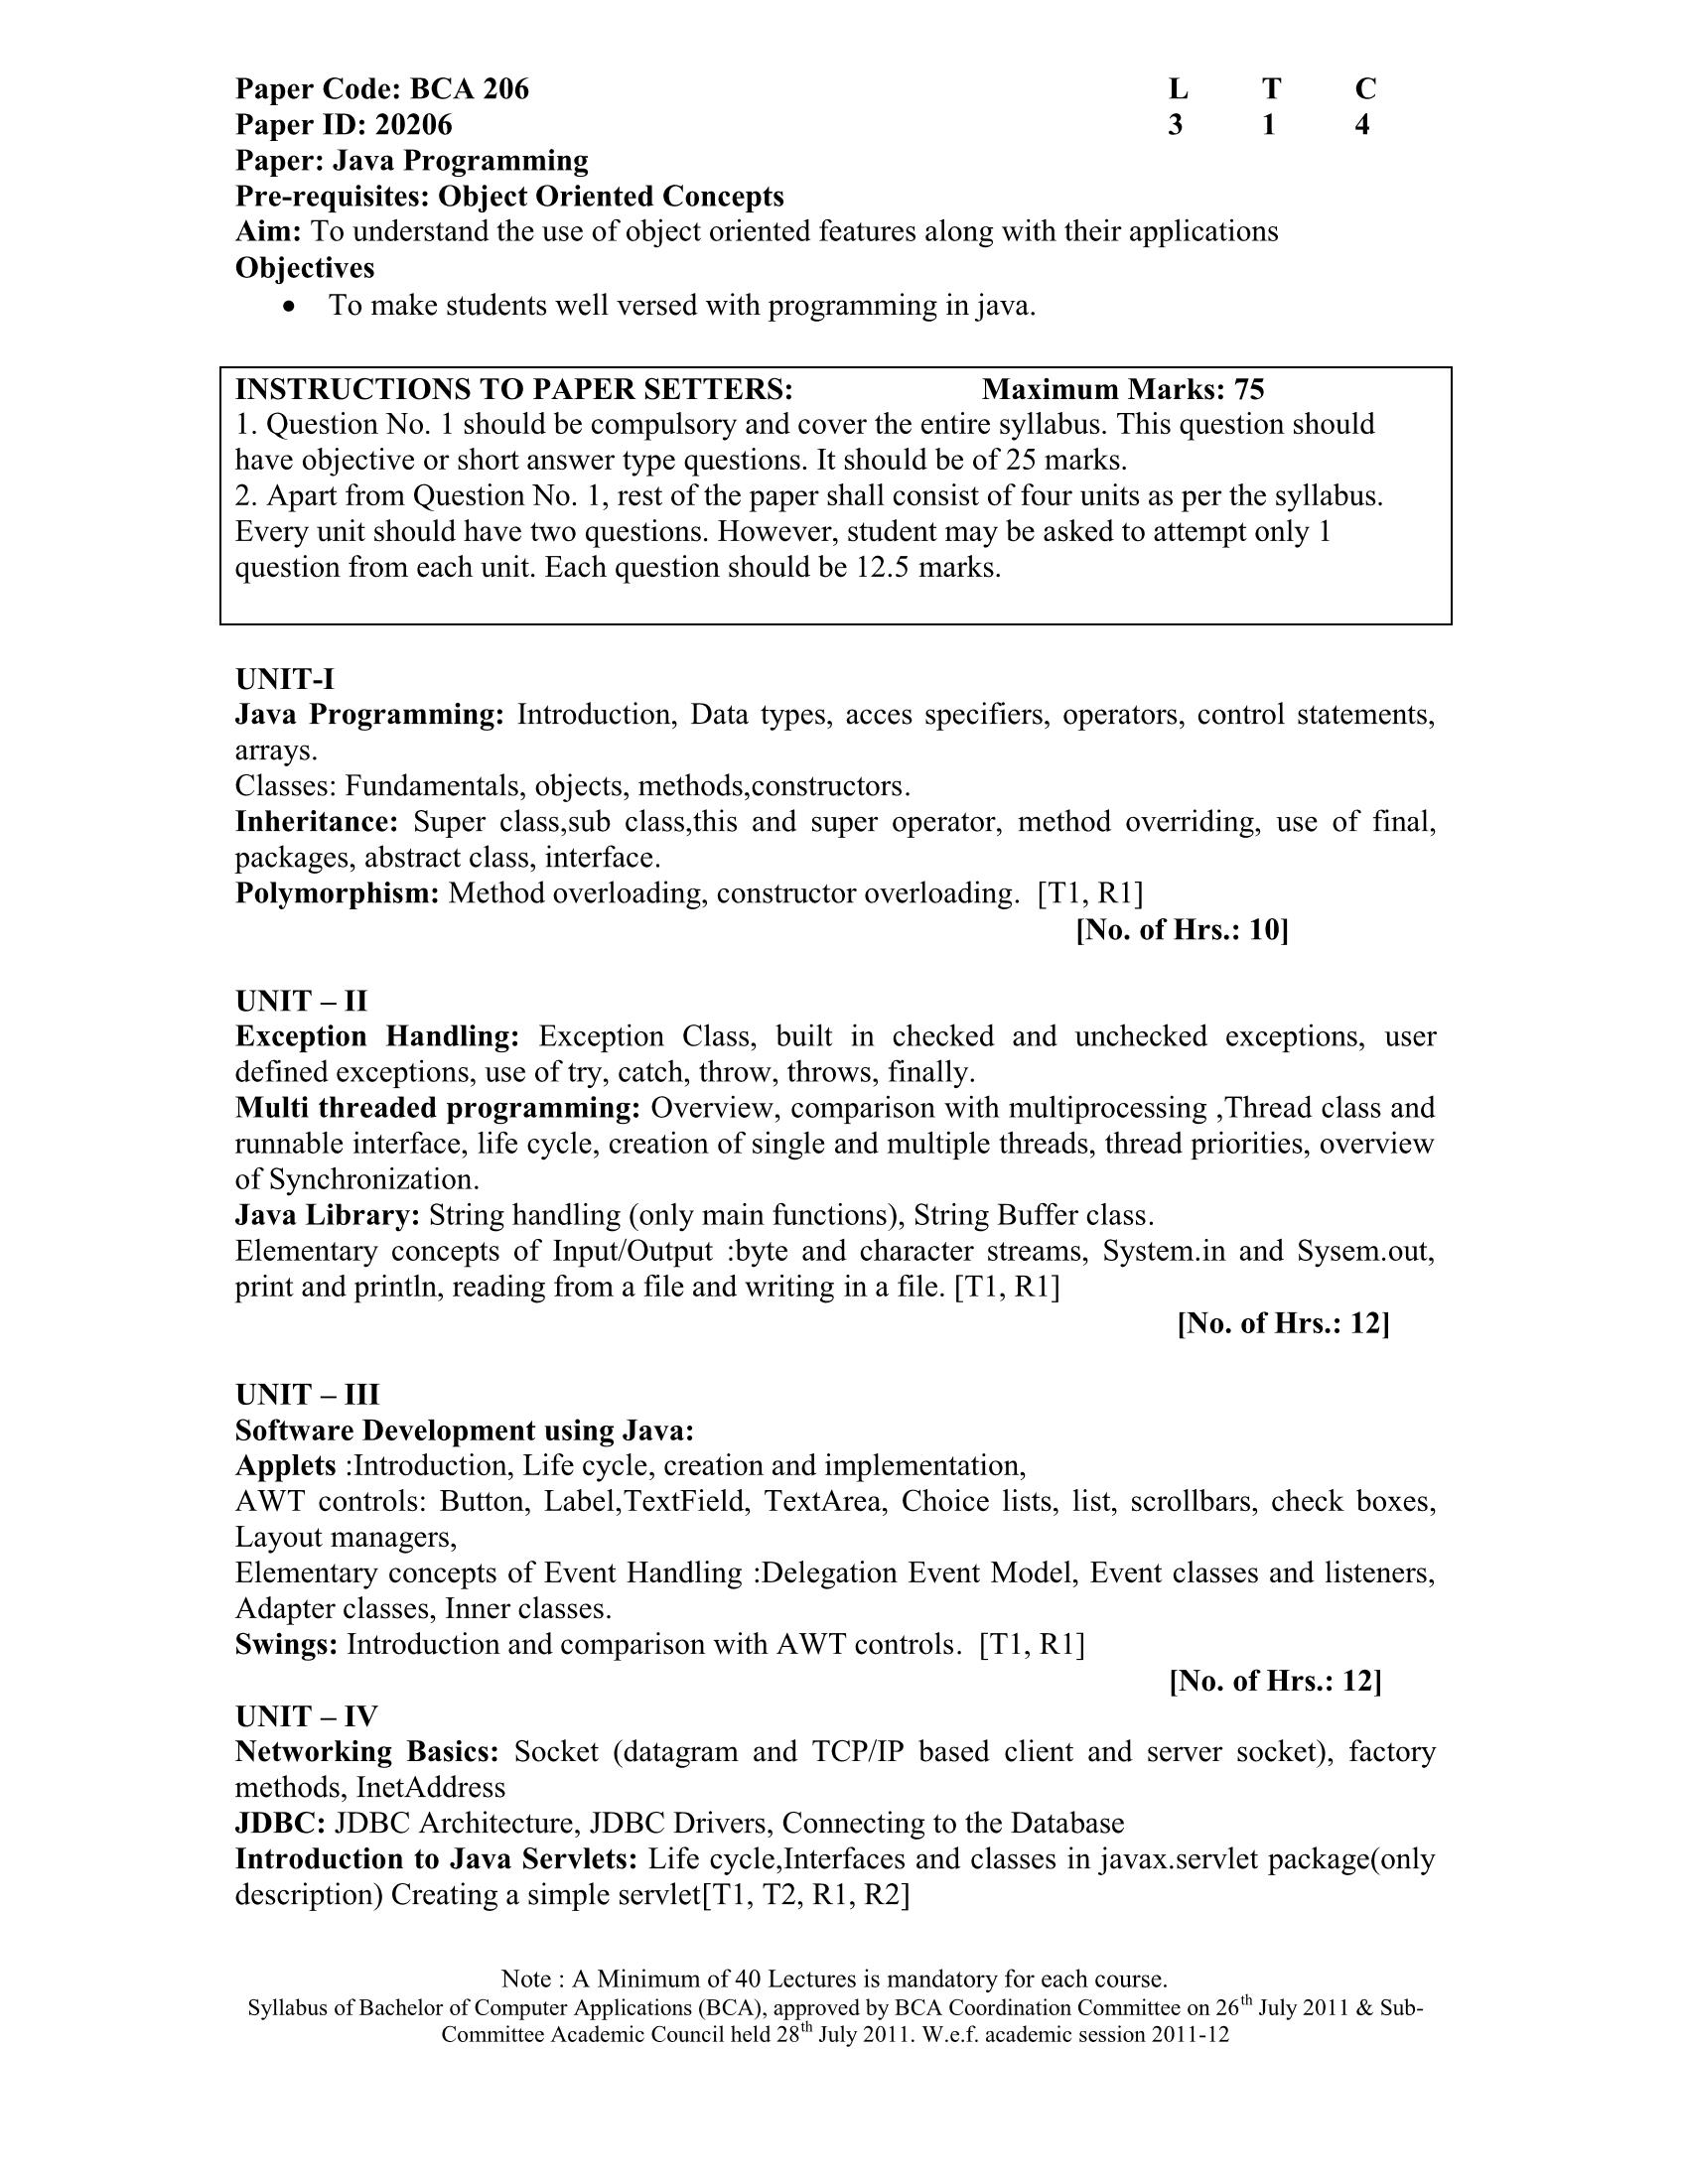 Paper Code: BCA 206 L T C
Paper ID: 20206 3 1 4
Paper: Java Programming
Pre-requisites: Object Oriented Concepts
Aim: To understand the use of object oriented features along with their applications
Objectives
• To make students well versed with programming in java.
INSTRUCTIONS TO PAPER SETTERS: Maximum Marks: 75
1. Question No. 1 should be compulsory and cover the entire syllabus. This question should
have objective or short answer type questions. It should be of 25 marks.
2. Apart from Question No. 1, rest of the paper shall consist of four units as per the syllabus.
Every unit should have two questions. However, student may be asked to attempt only 1
question from each unit. Each question should be 12.5 marks.
UNIT-I
Java Programming: Introduction, Data types, acces specifiers, operators, control statements,
arrays.
Classes: Fundamentals, objects, methods,constructors.
Inheritance: Super class,sub class,this and super operator, method overriding, use of final,
packages, abstract class, interface.
Polymorphism: Method overloading, constructor overloading. [T1, R1]
[No. of Hrs.: 10]
UNIT – II
Exception Handling: Exception Class, built in checked and unchecked exceptions, user
defined exceptions, use of try, catch, throw, throws, finally.
Multi threaded programming: Overview, comparison with multiprocessing ,Thread class and
runnable interface, life cycle, creation of single and multiple threads, thread priorities, overview
of Synchronization.
Java Library: String handling (only main functions), String Buffer class.
Elementary concepts of Input/Output :byte and character streams, System.in and Sysem.out,
print and println, reading from a file and writing in a file. [T1, R1]
[No. of Hrs.: 12]
UNIT – III
Software Development using Java:
Applets :Introduction, Life cycle, creation and implementation,
AWT controls: Button, Label,TextField, TextArea, Choice lists, list, scrollbars, check boxes,
Layout managers,
Elementary concepts of Event Handling :Delegation Event Model, Event classes and listeners,
Adapter classes, Inner classes.
Swings: Introduction and comparison with AWT controls. [T1, R1]
[No. of Hrs.: 12]
UNIT – IV
Networking Basics: Socket (datagram and TCP/IP based client and server socket), factory
methods, InetAddress
JDBC: JDBC Architecture, JDBC Drivers, Connecting to the Database
Introduction to Java Servlets: Life cycle,Interfaces and classes in javax.servlet package(only
description) Creating a simple servlet[T1, T2, R1, R2]
Note : A Minimum of 40 Lectures is mandatory for each course.
Syllabus of Bachelor of Computer Applications (BCA), approved by BCA Coordination Committee on 26th July 2011 & Sub-
Committee Academic Council held 28th July 2011. W.e.f. academic session 2011-12